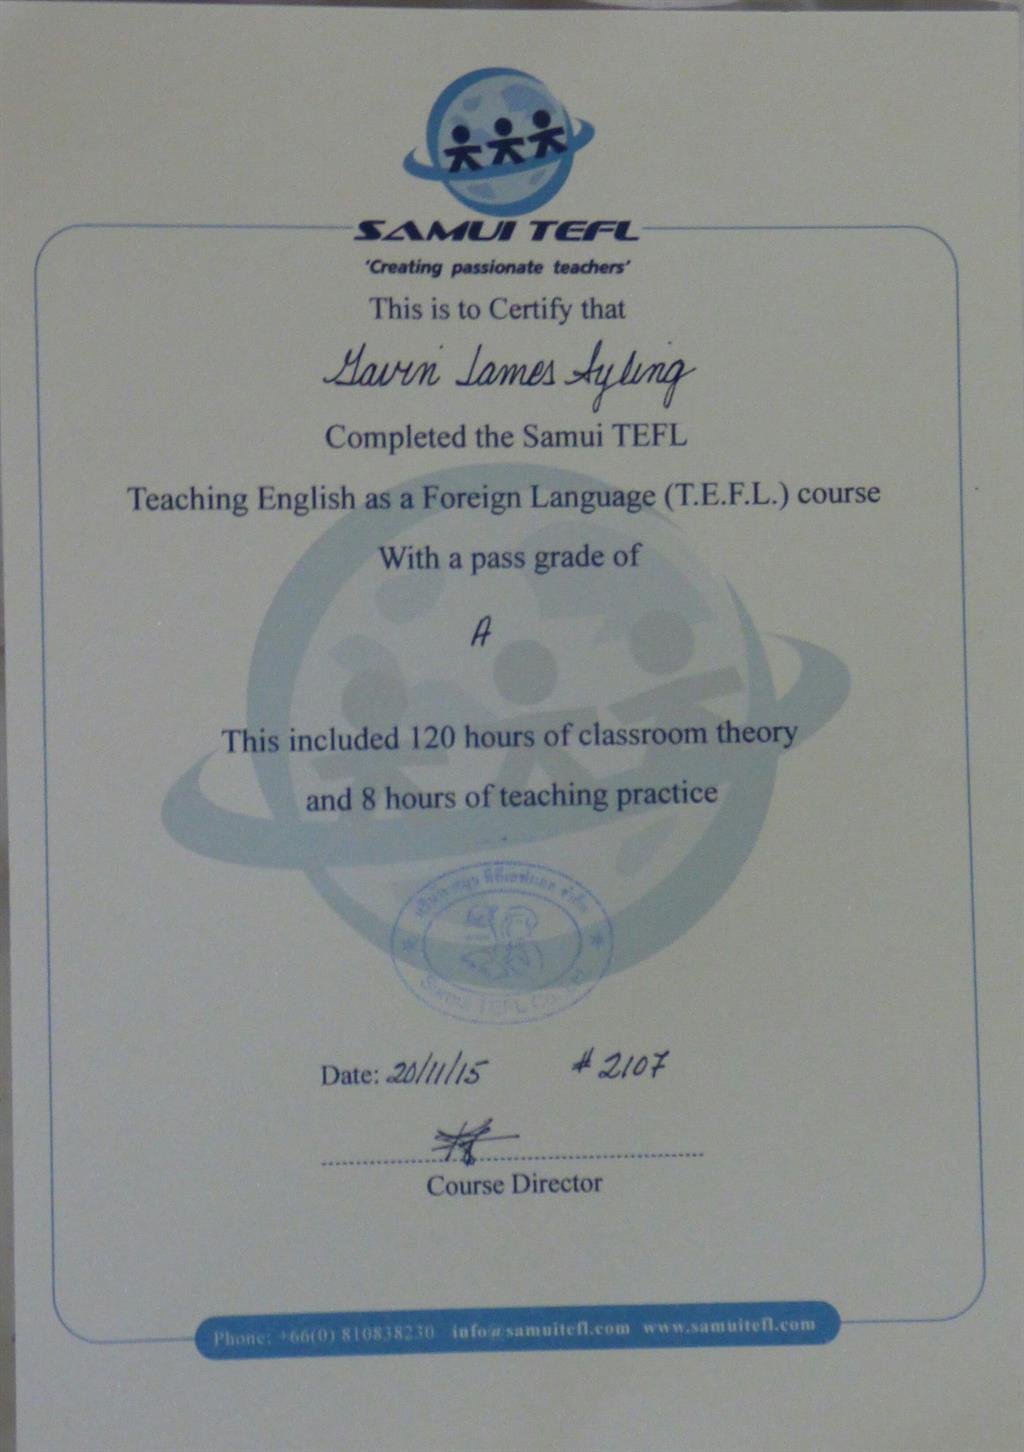 SAMUI TEFL
'Creating passionate teachers'
This is to Certify that
Gavin James Ayling
Completed the Samui TEFL
Teaching English as a Foreign Language (T.E.F.L.) course
With a pass grade of
A
This included 120 hours of classroom theory
and 8 hours of teaching practice
Samui TEFL Co.
Date: 20/11/15 # 2107
Course Director
Phone: +66(0) 810838230 info@samuitefl.com www.samuitefl.com